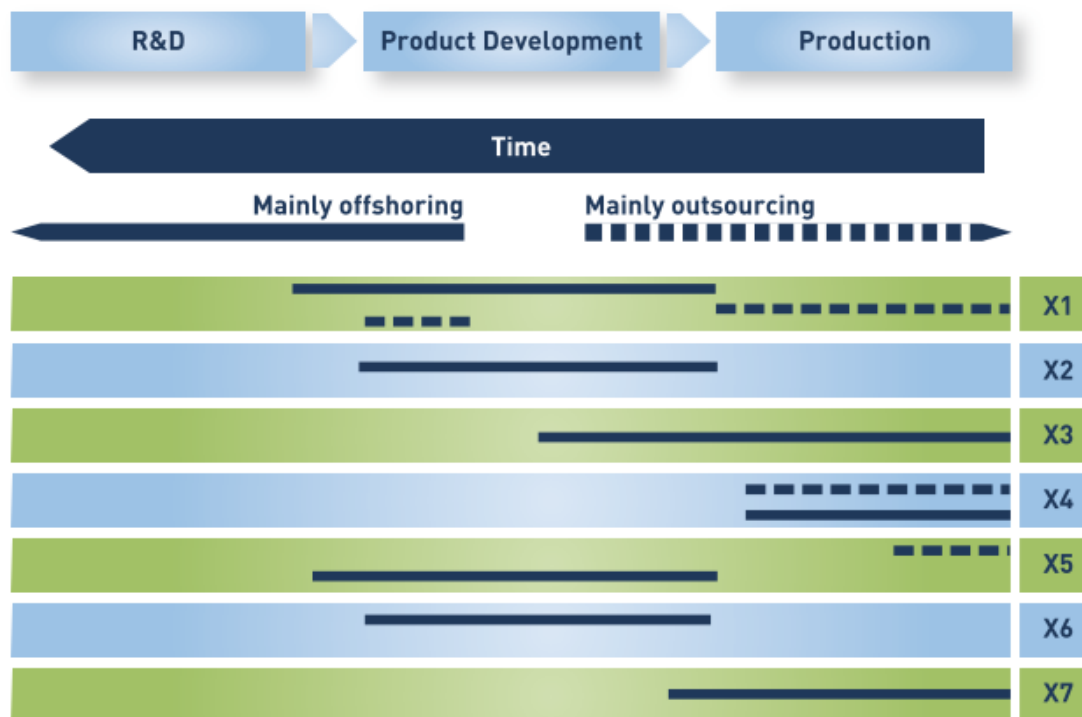 R&D
Product Development
Production
Time
Mainly offshoring
Mainly outsourcing
X1
X2
X3
X4
X5
X6
X7